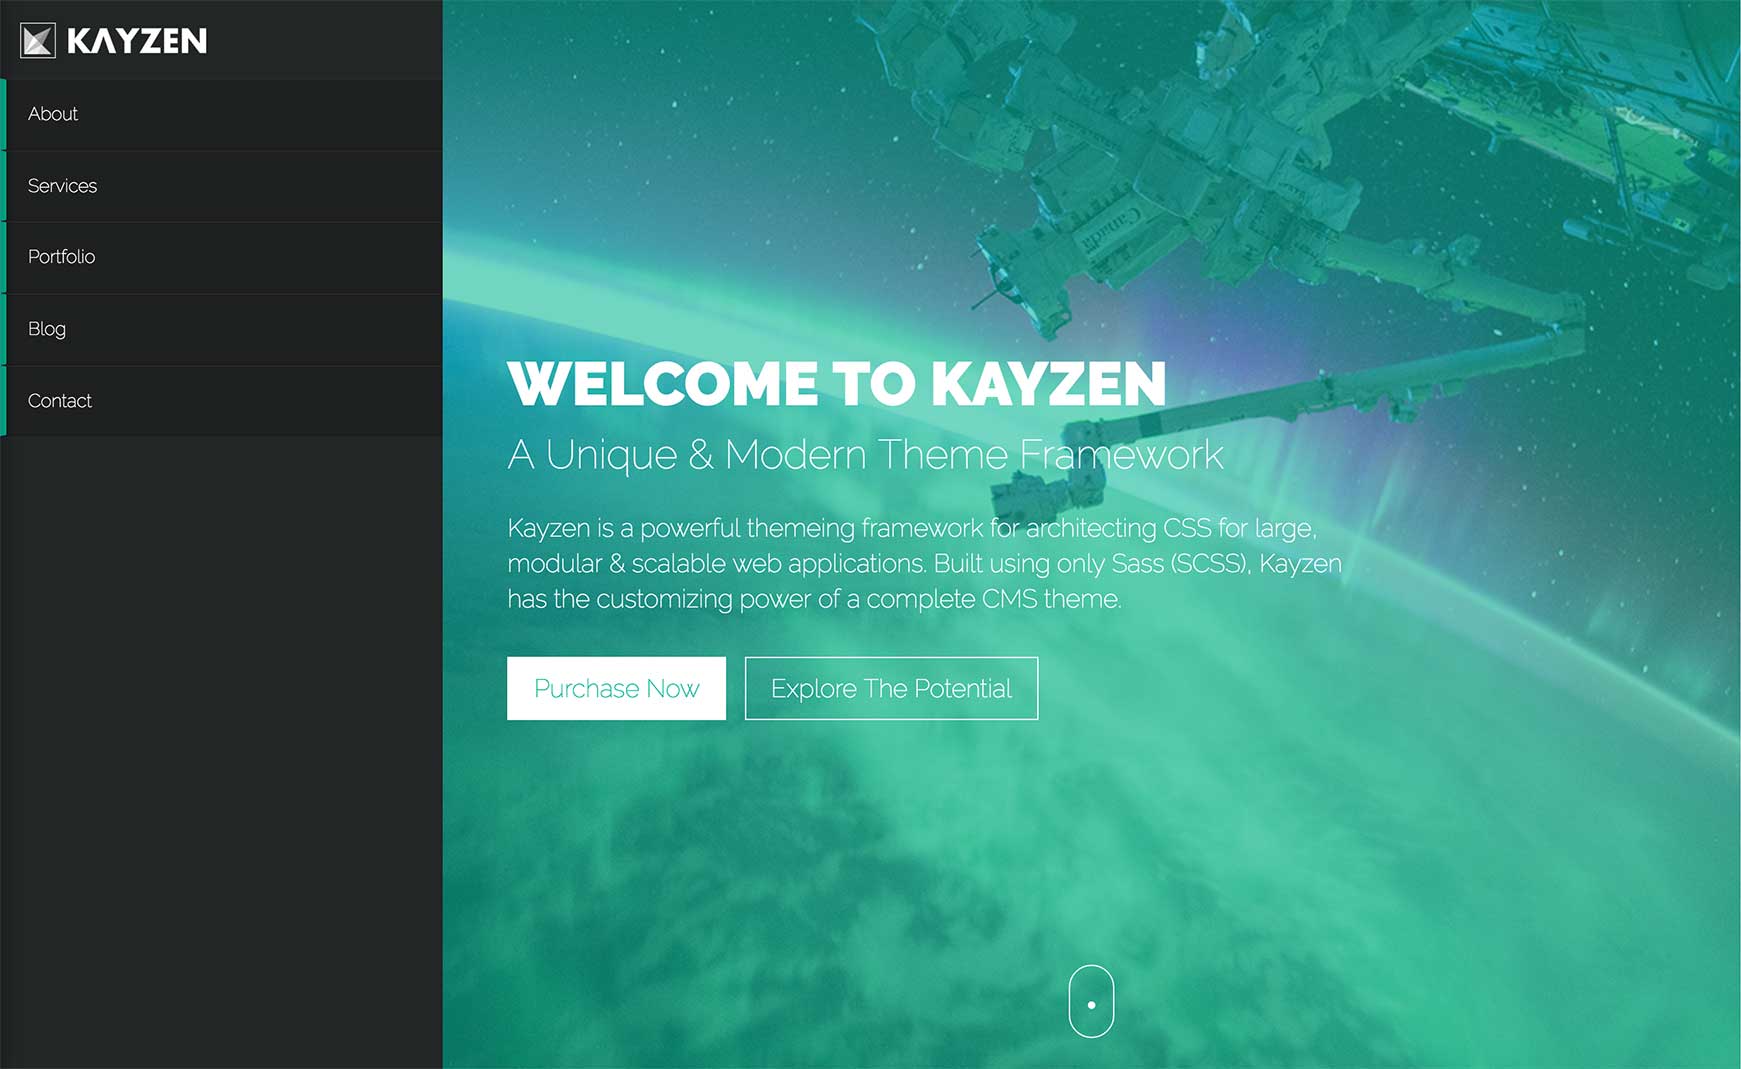 KAYZEN
About
Services
Portfolio
Blog
Contact
Canada
WELCOME TO KAYZEN
A Unique & Modern Theme Framework
Kayzen is a powerful themeing framework for architecting CSS for large,
modular & scalable web applications. Built using only Sass (SCSS), Kayzen
has the customizing power of a complete CMS theme.
Purchase Now
Explore The Potential